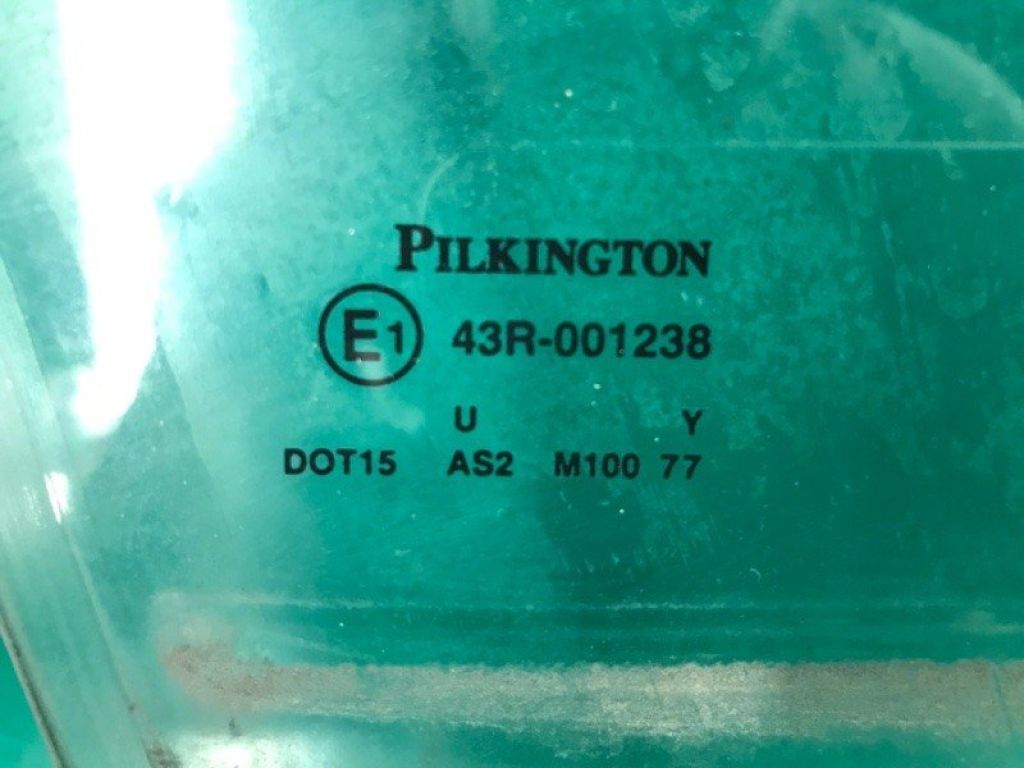 PILKINGTON
E1 43R-001238
U Y
DOT15 AS2 M100 77